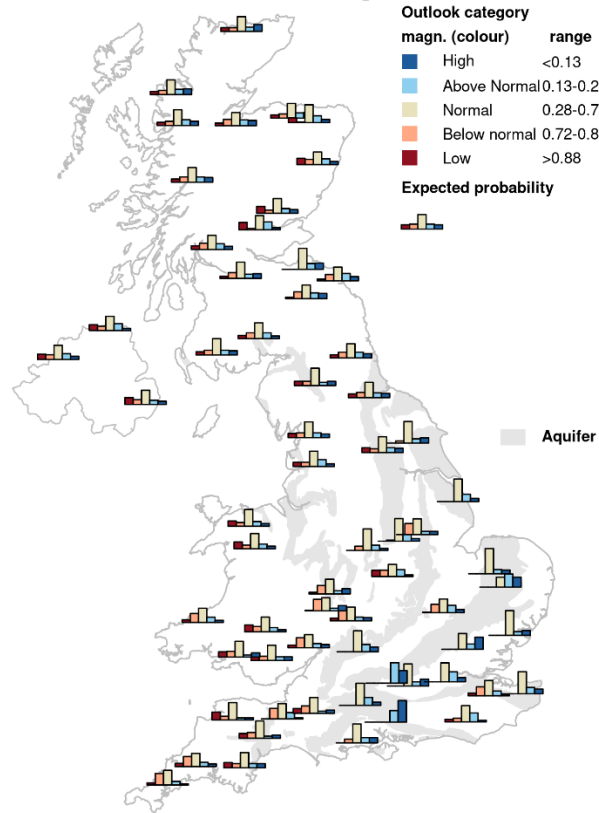 Outlook category
magn. (colour) range
High <0.13
Above Normal 0.13-0.2
Normal 0.28-0.7
Below normal 0.72-0.8
Low >0.88
Expected probability
Aquifer